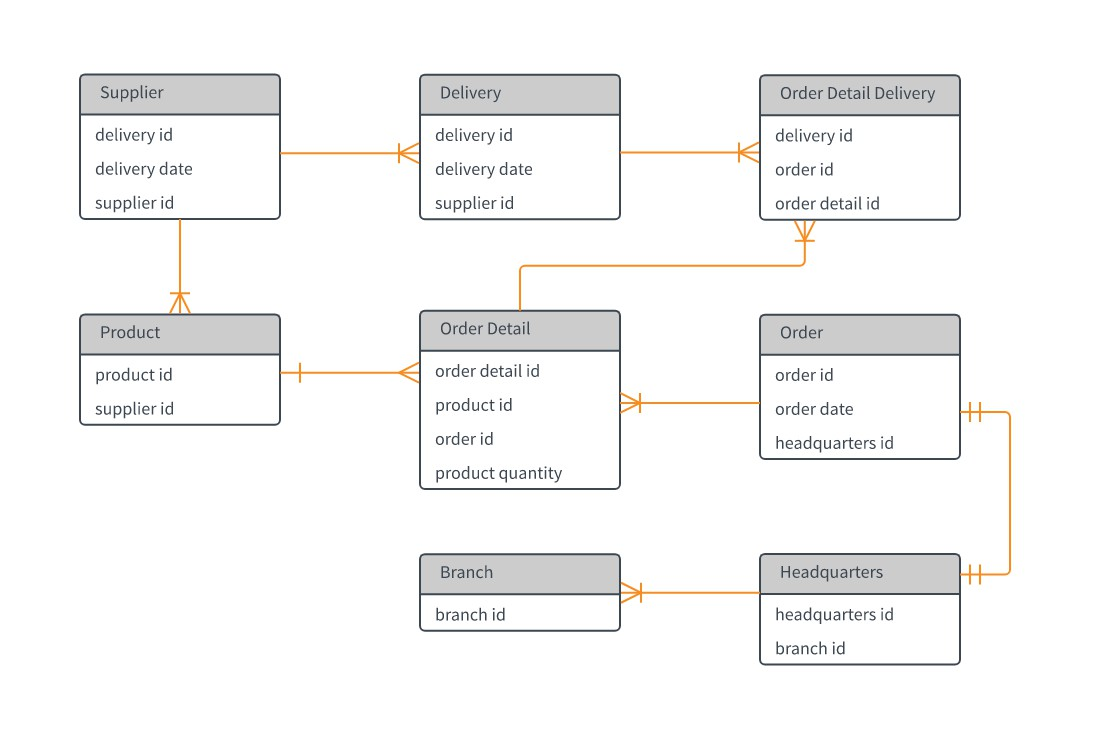 Supplier
delivery id
delivery date
supplier id
Delivery
delivery id
delivery date
supplier id
Order Detail Delivery
delivery id
order id
order detail id
Product
product id
supplier id
Order Detail
order detail id
product id
order id
product quantity
Order
order id
order date
headquarters id
Branch
branch id
Headquarters
headquarters id
branch id